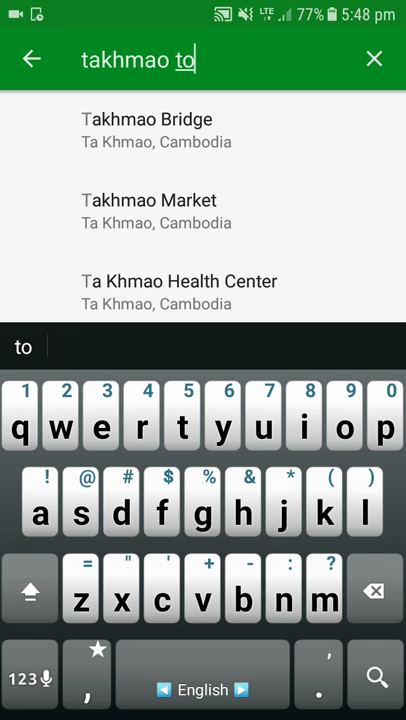 LTE 77% 5:48 pm
takhmao to
Takhmao Bridge
Ta Khmao, Cambodia
Takhmao Market
Ta Khmao, Cambodia
Ta Khmao Health Center
Ta Khmao, Cambodia
to
1 2 3 4 5 6 7 8 9 0
q w e r t y u i o p
! @ # $ % & * ( )
a s d f g h j k l
= " ' + - : ?
z x c v b n m
123 , English . '